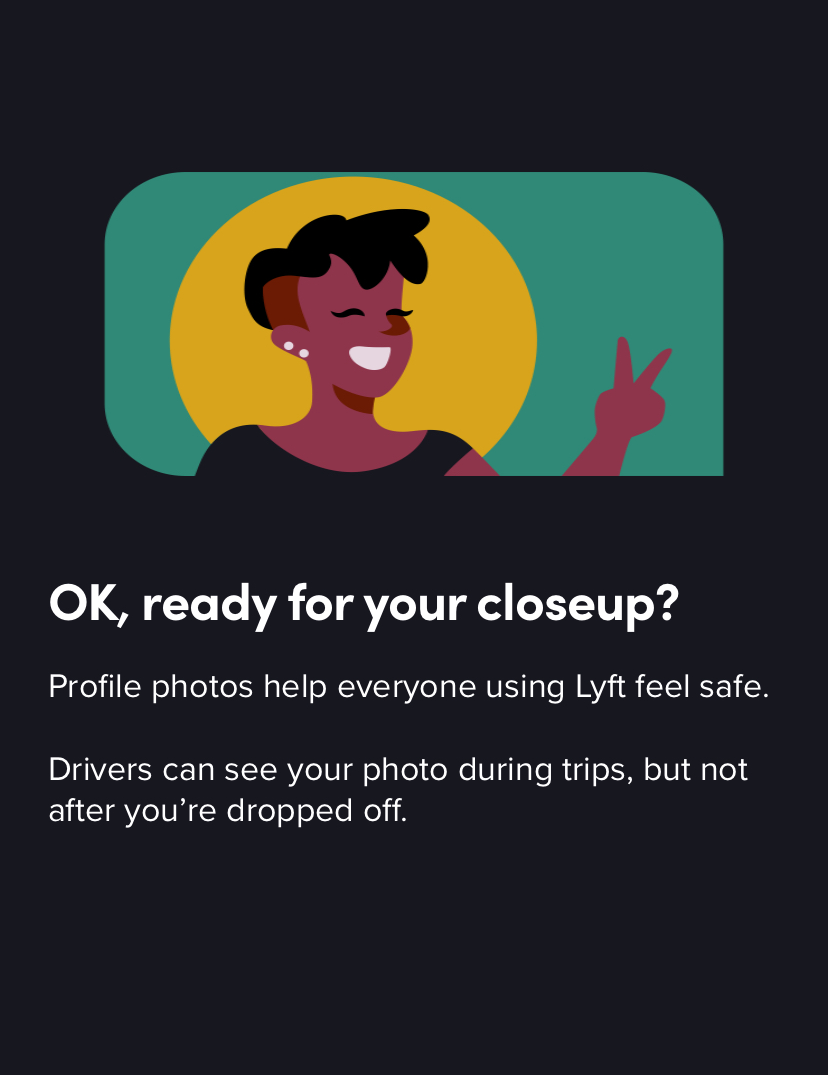 OK, ready for your closeup?
Profile photos help everyone using Lyft feel safe.
Drivers can see your photo during trips, but not
after you’re dropped off.